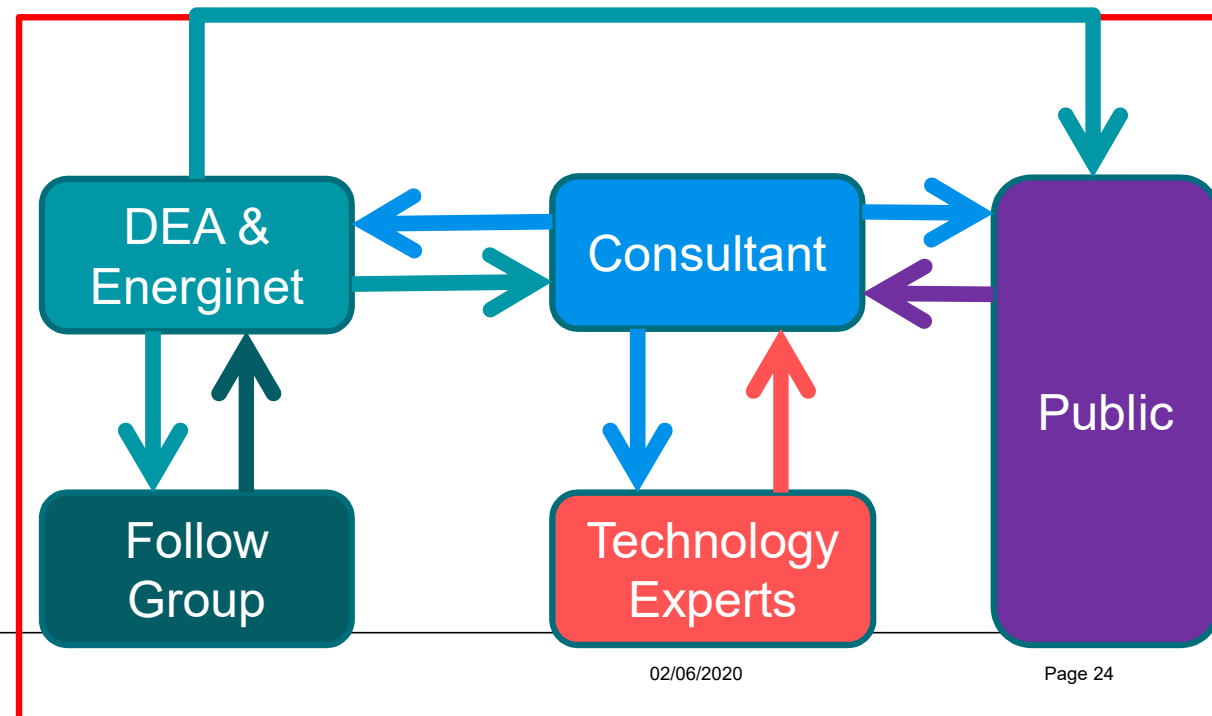 DEA &
Energinet
Consultant
Public
Follow
Group
Technology
Experts
02/06/2020
Page 24